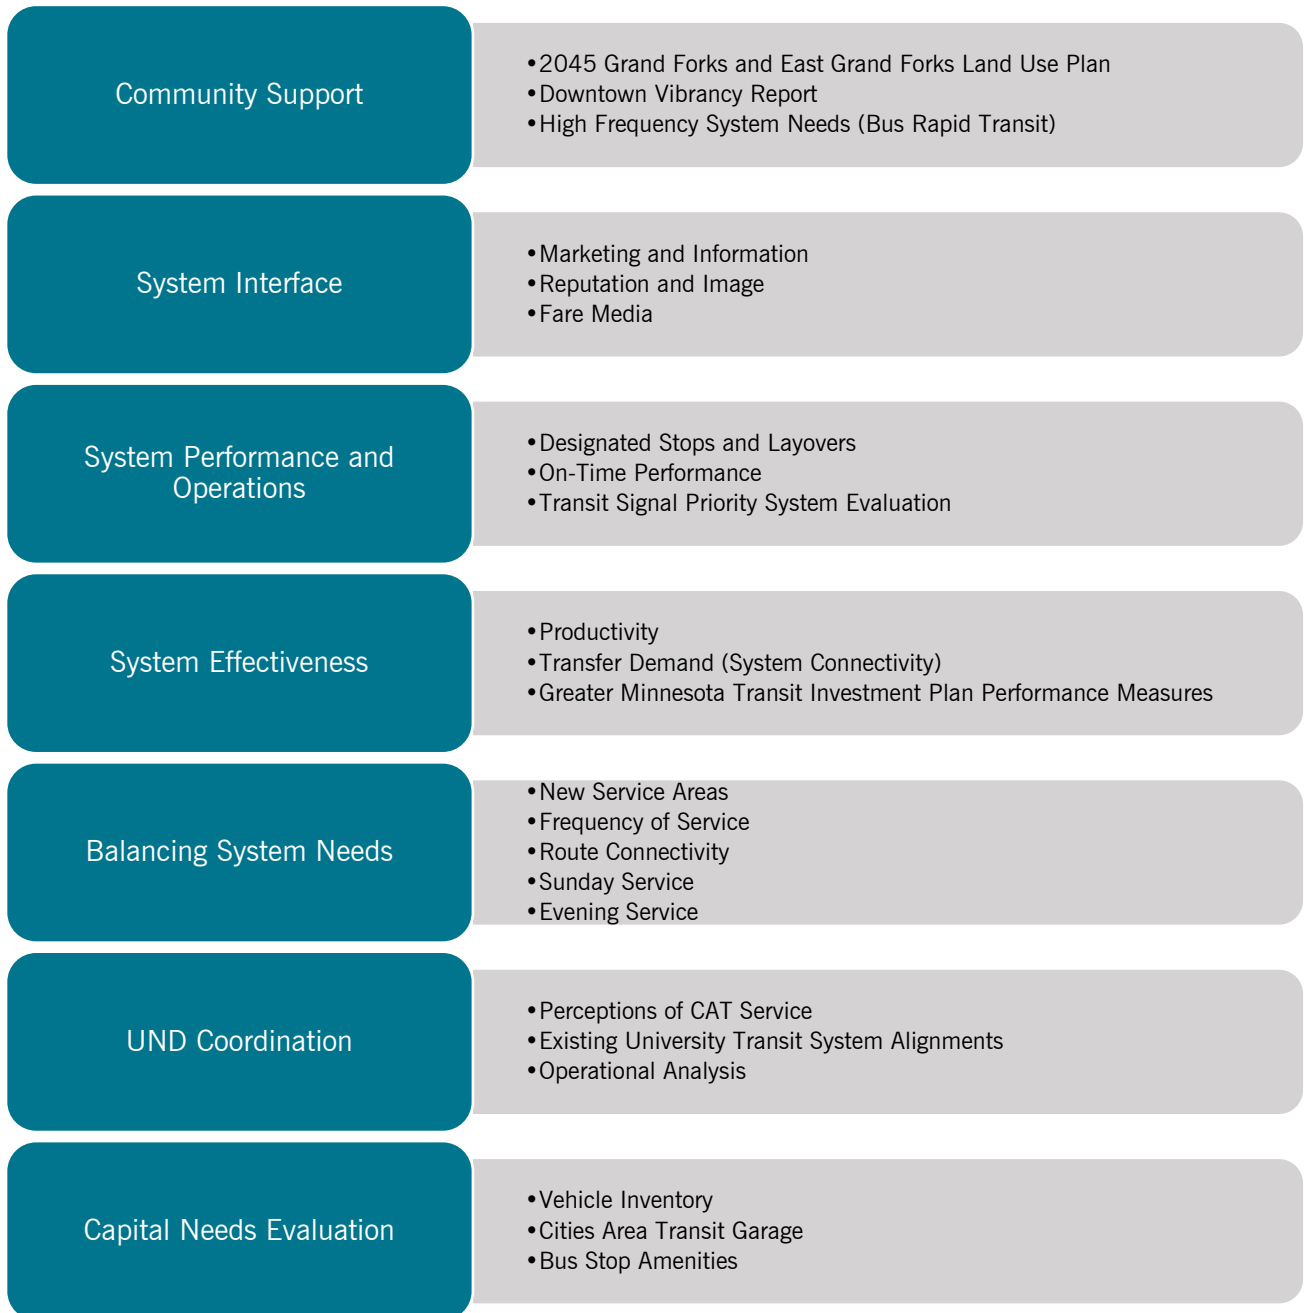 Community Support
•2045 Grand Forks and East Grand Forks Land Use Plan
•Downtown Vibrancy Report
•High Frequency System Needs (Bus Rapid Transit)
System Interface
•Marketing and Information
•Reputation and Image
•Fare Media
System Performance and
Operations
•Designated Stops and Layovers
•On-Time Performance
•Transit Signal Priority System Evaluation
System Effectiveness
•Productivity
•Transfer Demand (System Connectivity)
•Greater Minnesota Transit Investment Plan Performance Measures
Balancing System Needs
•New Service Areas
•Frequency of Service
•Route Connectivity
•Sunday Service
•Evening Service
UND Coordination
•Perceptions of CAT Service
•Existing University Transit System Alignments
•Operational Analysis
Capital Needs Evaluation
•Vehicle Inventory
•Cities Area Transit Garage
•Bus Stop Amenities